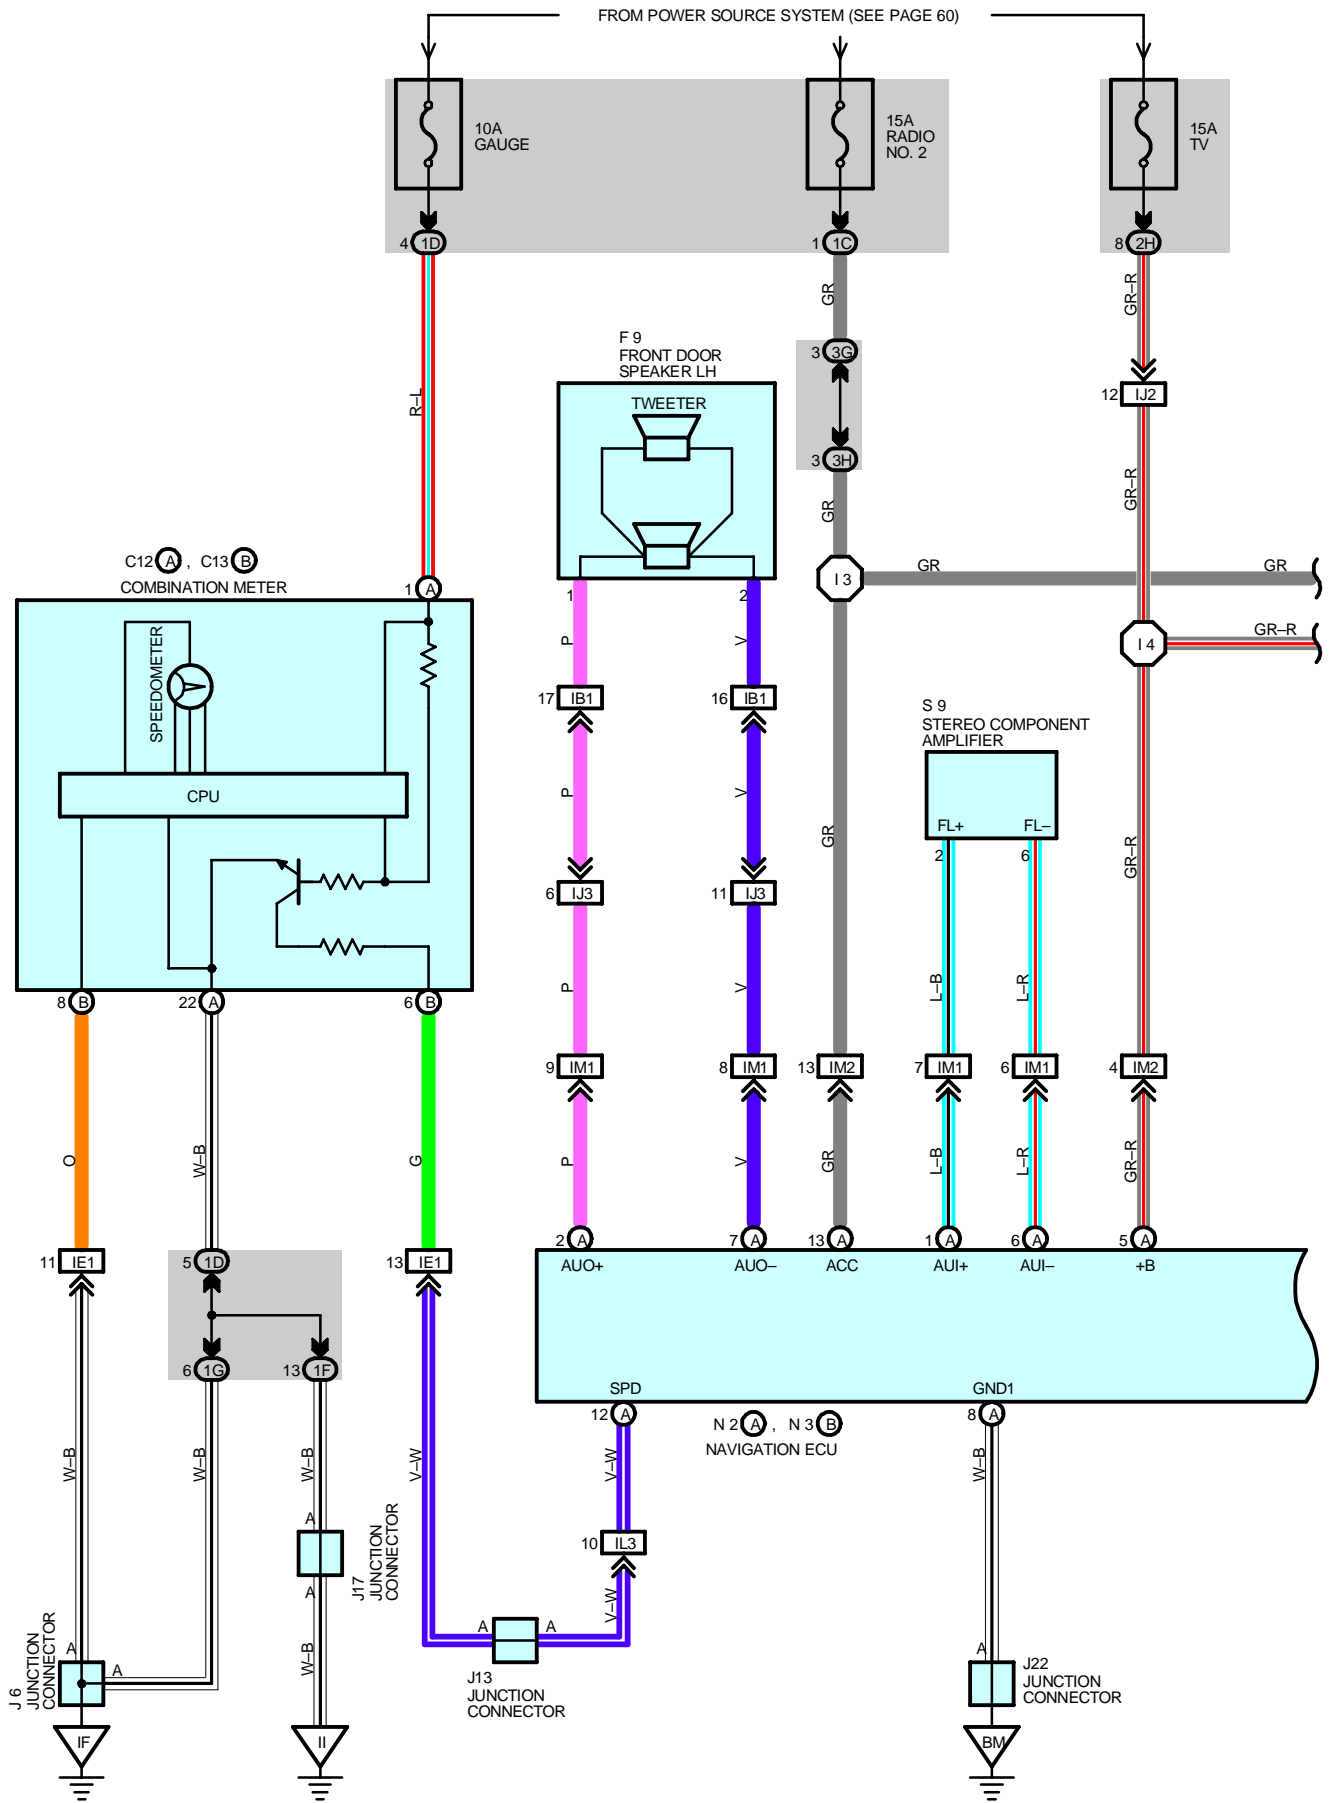 FROM POWER SOURCE SYSTEM (SEE PAGE 60)
10A
GAUGE
15A
RADIO
NO. 2
15A
TV
4 1D
1 1C
8 2H
GR
GR–R
F 9
FRONT DOOR
SPEAKER LH
3 3G
12 IJ2
R–L
TWEETER
3 3H
GR
GR–R
C12 A , C13 B
COMBINATION METER
1 A
1
2
I 3
GR
GR
SPEEDOMETER
P
V
I 4
GR–R
17 IB1
16 IB1
S 9
STEREO COMPONENT
AMPLIFIER
CPU
P
V
GR
FL+
FL–
2
6
GR–R
6 IJ3
11 IJ3
8 B
22 A
6 B
P
V
L–B
L–R
9 IM1
8 IM1
13 IM2
7 IM1
6 IM1
4 IM2
O
W–B
G
P
V
GR
L–B
L–R
GR–R
2 A
7 A
13 A
1 A
6 A
5 A
11 IE1
5 1D
13 IE1
AUO+
AUO–
ACC
AUI+
AUI–
+B
6 1G
13 1F
SPD
GND1
12 A
8 A
N 2 A , N 3 B
NAVIGATION ECU
W–B
W–B
W–B
V–W
V–W
W–B
A
J17
JUNCTION
CONNECTOR
10 IL3
A
V–W
A
A
J 6
JUNCTION
CONNECTOR
A
A
W–B
J13
JUNCTION
CONNECTOR
A
J22
JUNCTION
CONNECTOR
IF
II
BM